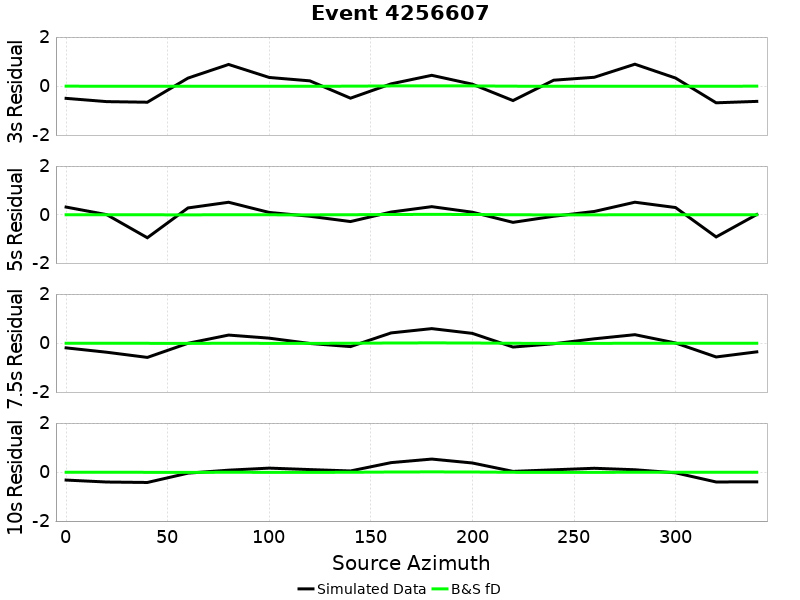 Event 4256607
3s Residual
2
0
-2
5s Residual
2
0
-2
7.5s Residual
2
0
-2
10s Residual
2
0
-2
0 50 100 150 200 250 300
Source Azimuth
Simulated Data B&S fD